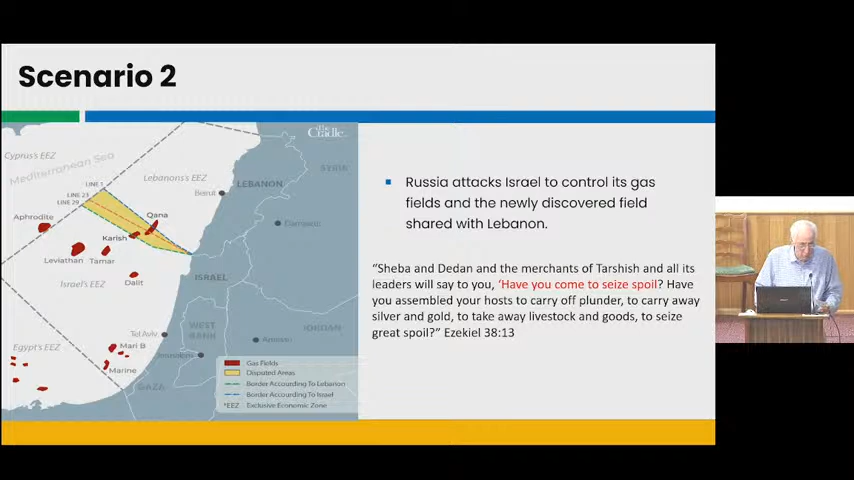 Scenario 2
The Cradle
Cyprus's EEZ
Mediterranean Sea
Lebanon's EEZ
SYRIA
LINE 1
LINE 23
LINE 29
Beirut
LEBANON
Aphrodite
Qana
Damascus
Karish
Leviathan
Tamar
Israel's EEZ
Dalit
ISRAEL
Tel Aviv
WEST
BANK
JORDAN
Egypt's EEZ
Mari B
Jerusalem
Amman
Marine
GAZA
Gas Fields
Disputed Areas
Border Accourding To Lebanon
Border Accourding To Israel
*EEZ Exclusive Economic Zone
Russia attacks Israel to control its gas
fields and the newly discovered field
shared with Lebanon.
“Sheba and Dedan and the merchants of Tarshish and all its
leaders will say to you, ‘Have you come to seize spoil? Have
you assembled your hosts to carry off plunder, to carry away
silver and gold, to take away livestock and goods, to seize
great spoil?” Ezekiel 38:13